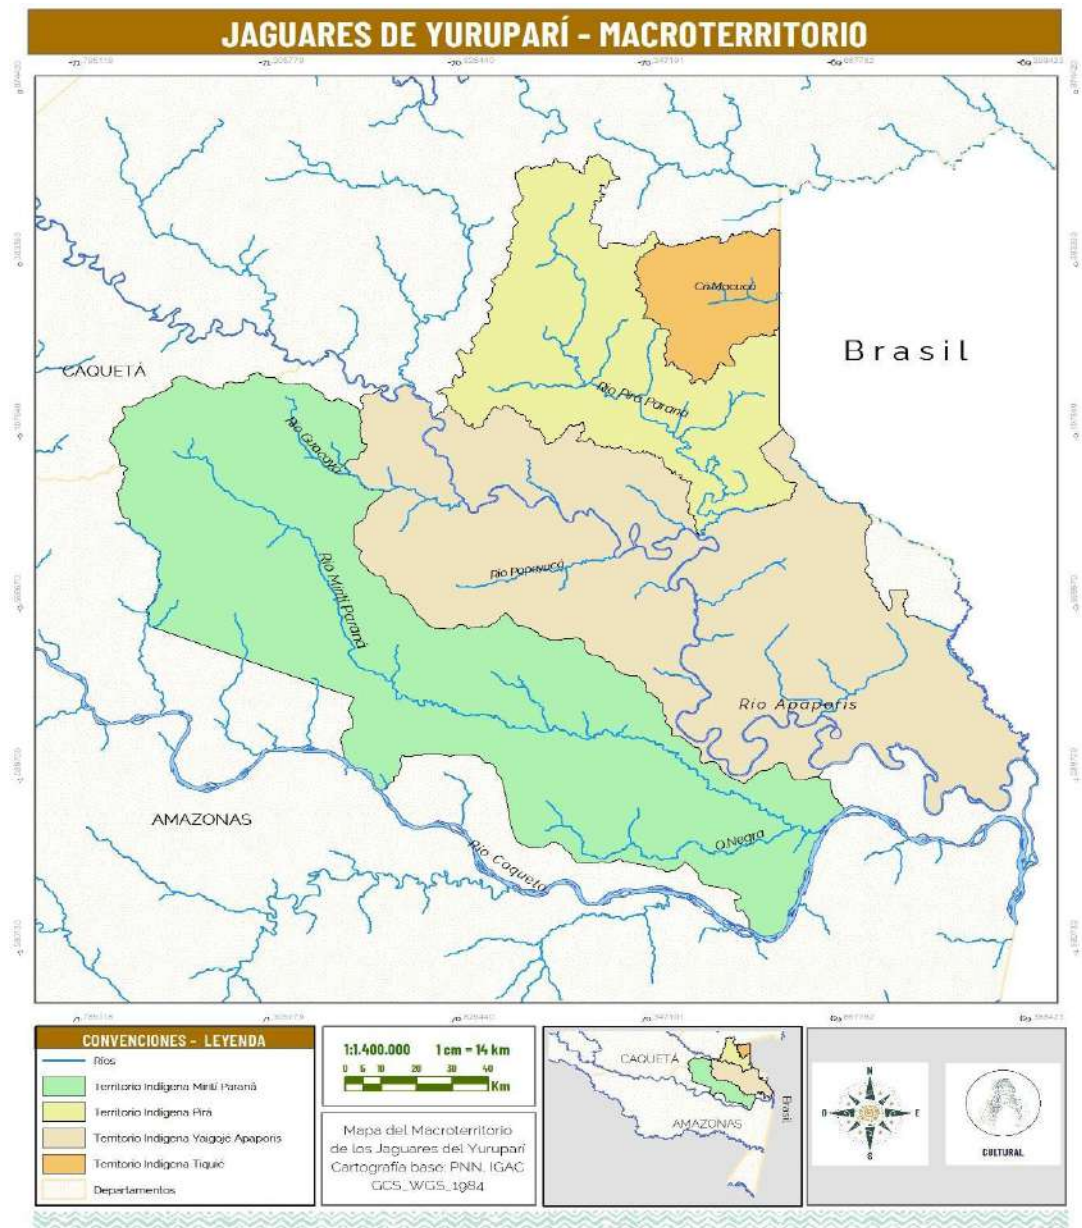 JAGUARES DE YURUPARÍ - MACROTERRITORIO
Brasil
Cñ Macucú
CAQUETÁ
Río Pirá Paraná
Río Guacayá
Río Popeyacá
Río Mirití Paraná
Río Apaporis
AMAZONAS
Q.Negra
Río Caquetá
CONVENCIONES - LEYENDA
Ríos
Territorio Indígena Mirití Paraná
Territorio Indígena Pirá
Territorio Indígena Yaigojé Apaporis
Territorio Indígena Tiquié
Departamentos
1:1.400.000 1 cm = 14 km
0 5 10 20 30 40
Km
Mapa del Macroterritorio
de los Jaguares del Yuruparí
Cartografía base: PNN, IGAC
GCS_WGS_1984
CAQUETÁ
AMAZONAS
Brasil
N
O
E
S
CULTURAL